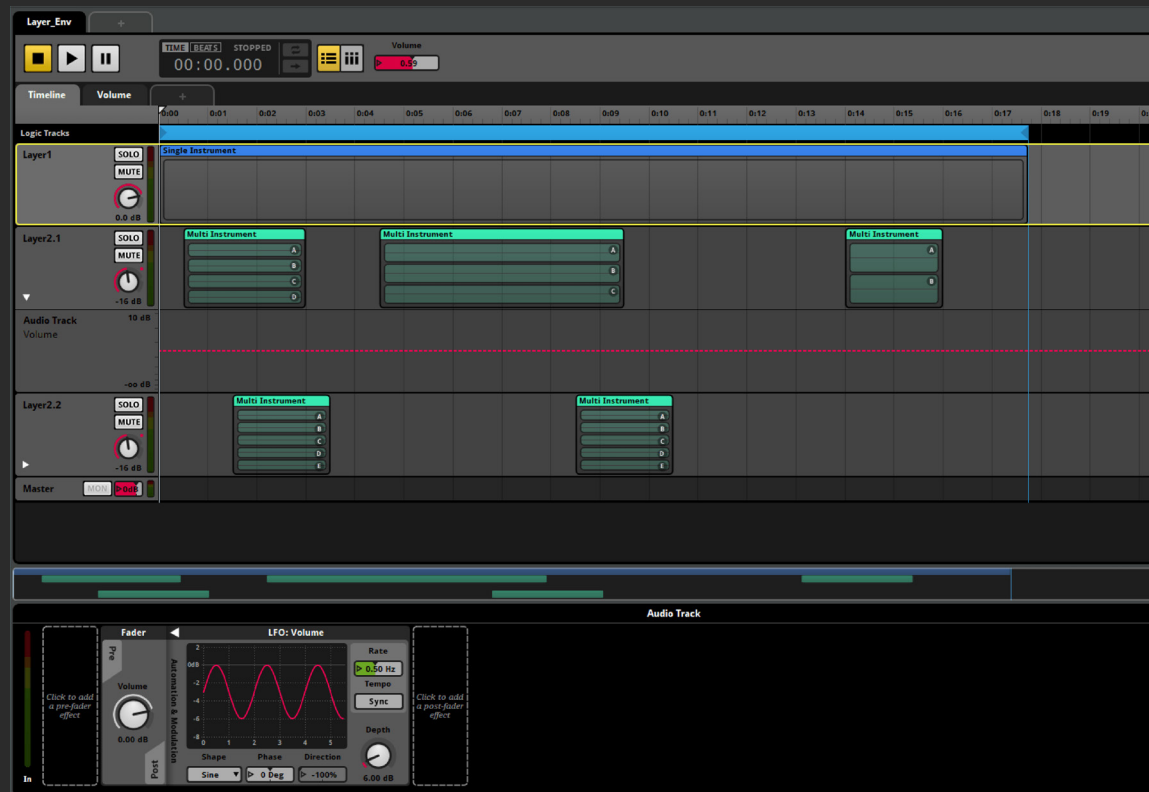 Layer_Env +
TIME BEATS STOPPED
00:00.000
Volume
0.59
Timeline Volume +
0:00 0:01 0:02 0:03 0:04 0:05 0:06 0:07 0:08 0:09 0:10 0:11 0:12 0:13 0:14 0:15 0:16 0:17 0:18 0:19
Logic Tracks
Layer1 SOLO Single Instrument
MUTE
0.0 dB
Layer2.1 SOLO Multi Instrument Multi Instrument Multi Instrument
MUTE
A A A
B B B
C C
D
-16 dB
Audio Track 10 dB
Volume
-oo dB
Layer2.2 SOLO Multi Instrument Multi Instrument
MUTE
A A
B B
C C
D D
E E
-16 dB
Master MON 0dB
Audio Track
Fader LFO: Volume
Pre
Volume
0.00 dB
Post
In
Click to add
a pre-fader
effect
Automation & Modulation
2
0dB
-2
-4
-6
-8
0 1 2 3 4 5
Rate
0.50 Hz
Tempo
Sync
Depth
6.00 dB
Shape Phase Direction
Sine 0 Deg -100%
Click to add
a post-fader
effect